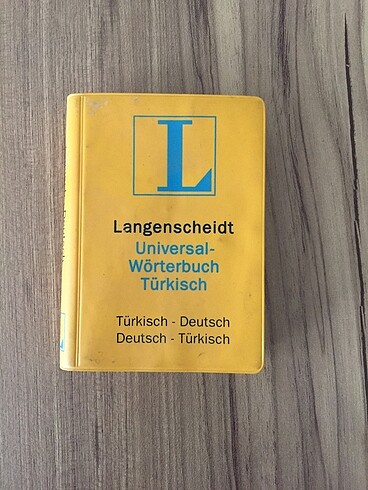 L
Langenscheidt
Universal-
Wörterbuch
Türkisch
Türkisch - Deutsch
Deutsch - Türkisch